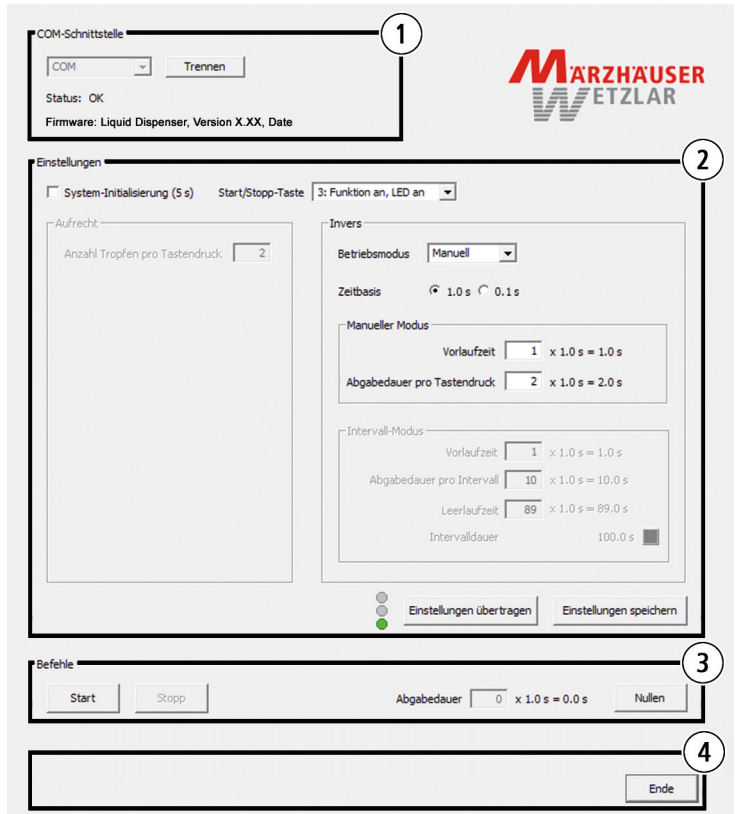 COM-Schnittstelle
1
COM
Trennen
Status: OK
Firmware: Liquid Dispenser, Version X.XX, Date
MÄRZHÄUSER
WETZLAR
Einstellungen
2
System-Initialisierung (5 s)
Start/Stopp-Taste
3: Funktion an, LED an
Aufrecht
Anzahl Tropfen pro Tastendruck 2
Invers
Betriebsmodus Manuell
Zeitbasis 1.0 s 0.1 s
Manueller Modus
Vorlaufzeit 1 x 1.0 s = 1.0 s
Abgabedauer pro Tastendruck 2 x 1.0 s = 2.0 s
Intervall-Modus
Vorlaufzeit 1 x 1.0 s = 1.0 s
Abgabedauer pro Intervall 10 x 1.0 s = 10.0 s
Leerlaufzeit 89 x 1.0 s = 89.0 s
Intervalldauer 100.0 s
Einstellungen übertragen
Einstellungen speichern
Befehle
3
Start
Stopp
Abgabedauer 0 x 1.0 s = 0.0 s
Nullen
4
Ende